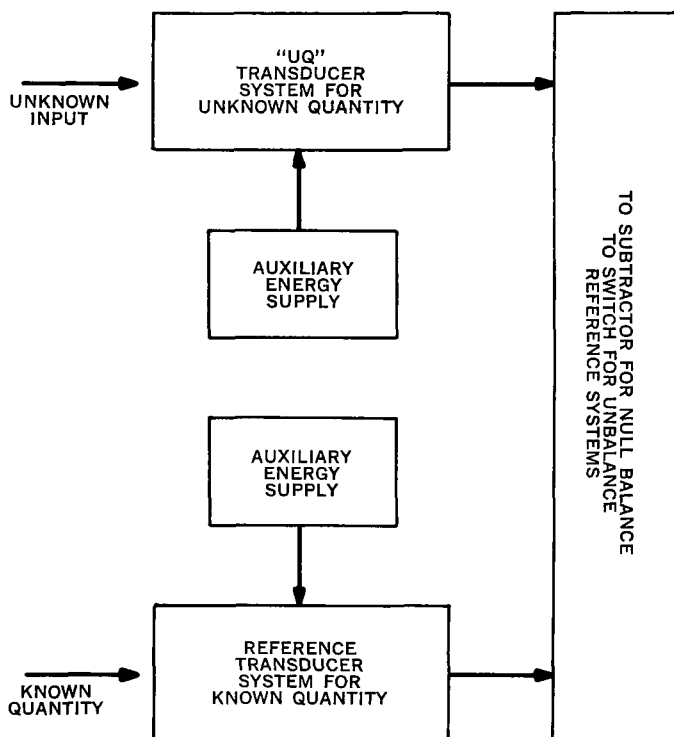 "UQ"
TRANSDUCER
SYSTEM FOR
UNKNOWN QUANTITY
UNKNOWN
INPUT
AUXILIARY
ENERGY
SUPPLY
TO SUBTRACTOR FOR NULL BALANCE
TO SWITCH FOR UNBALANCE
REFERENCE SYSTEMS
AUXILIARY
ENERGY
SUPPLY
REFERENCE
TRANSDUCER
SYSTEM FOR
KNOWN QUANTITY
KNOWN
QUANTITY